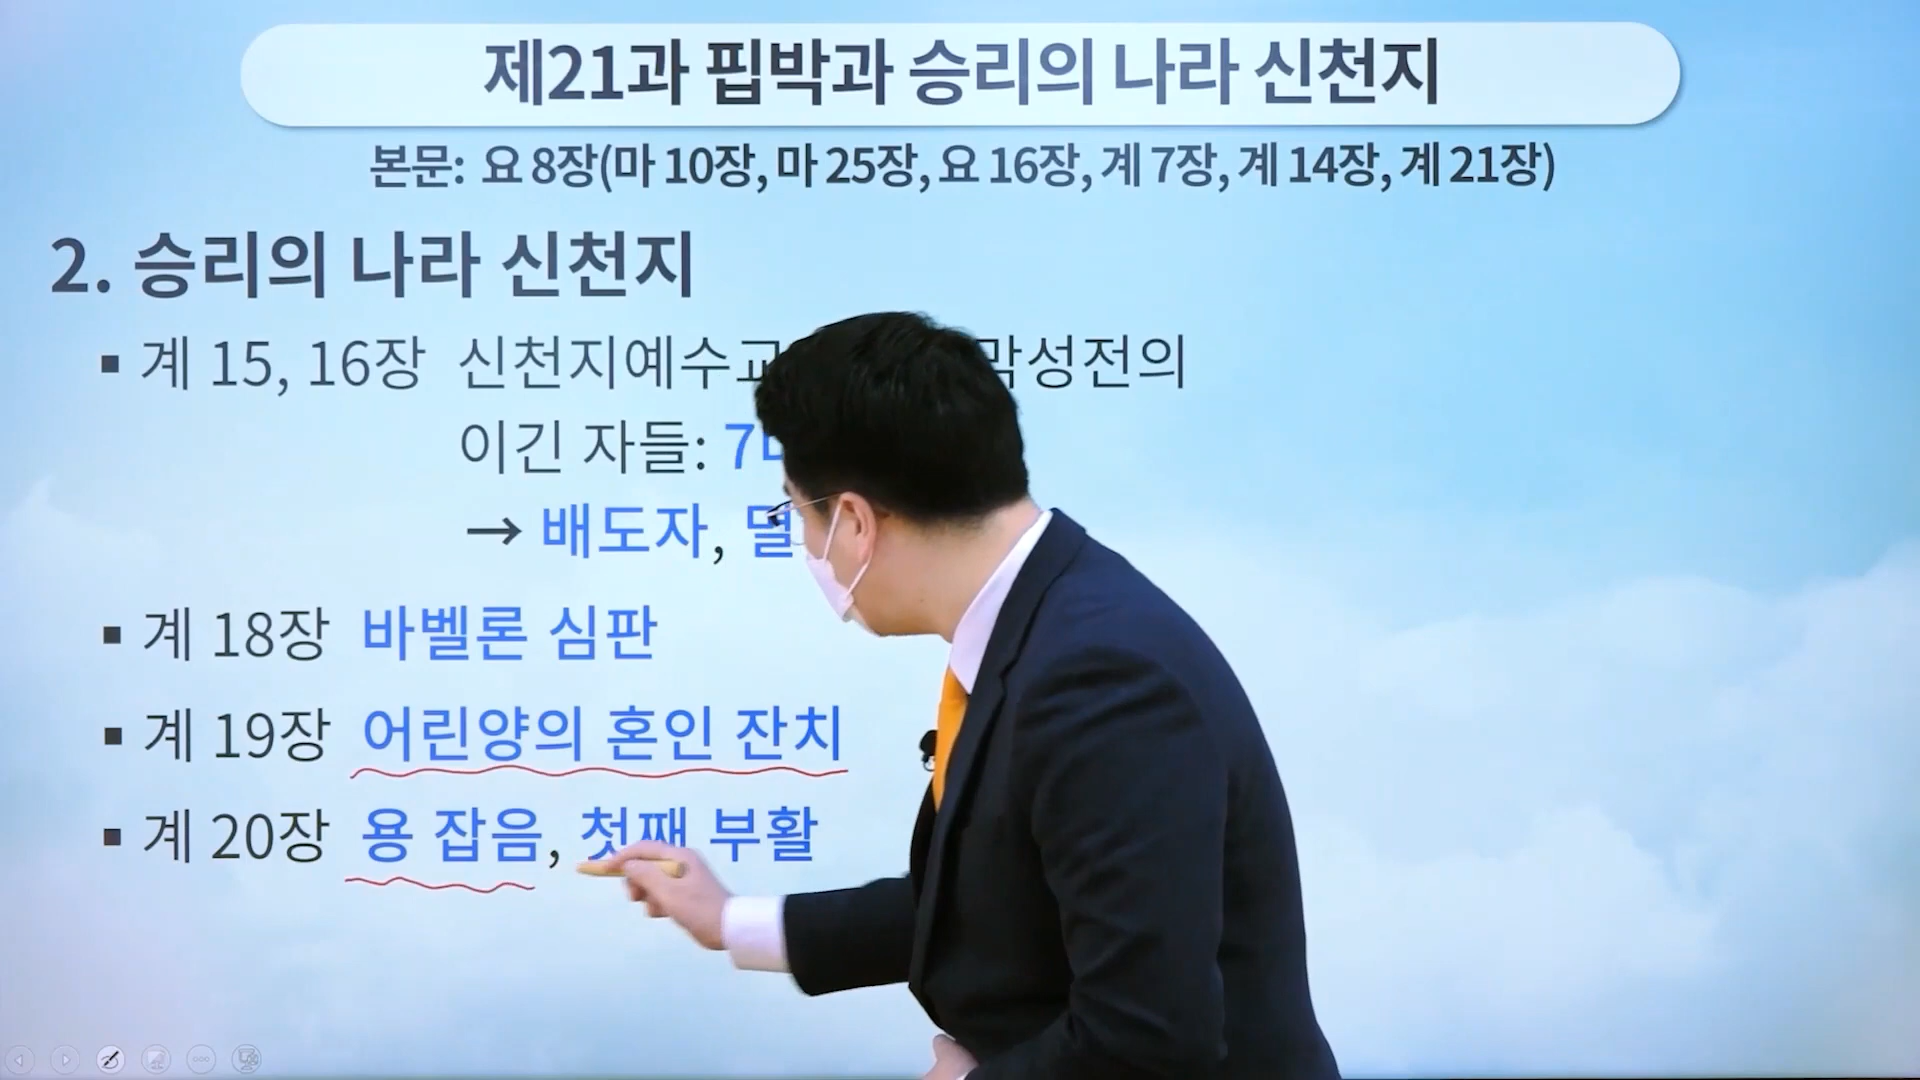 제21과 핍박과 승리의 나라 신천지
본문: 요 8장(마 10장, 마 25장, 요 16장, 계 7장, 계 14장, 계 21장)
2. 승리의 나라 신천지
▪ 계 15, 16장 신천지예수교 막성전의
이긴 자들:
→ 배도자,
▪ 계 18장 바벨론 심판
▪ 계 19장 어린양의 혼인 잔치
▪ 계 20장 용 잡음, 첫째 부활